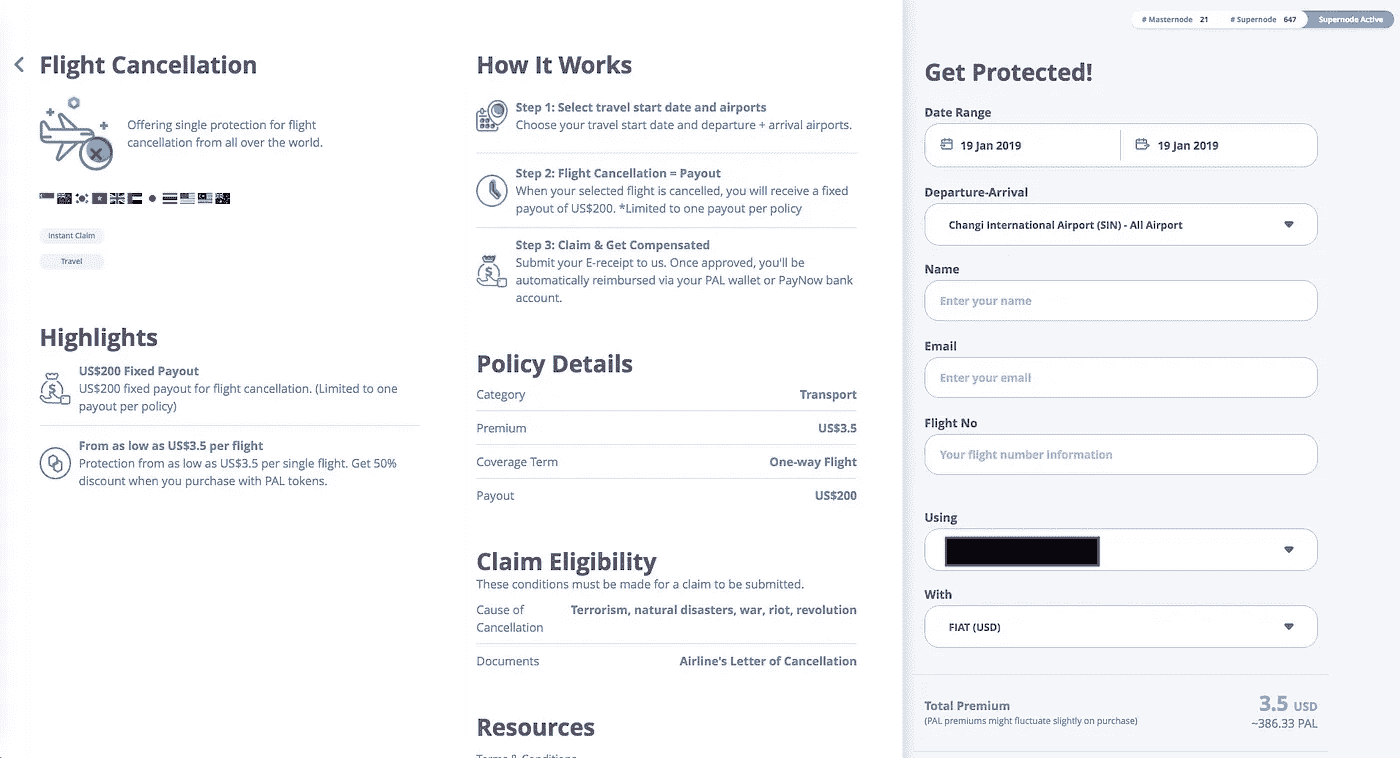 # Masternode 21 # Supernode 647 Supernode Active
Flight Cancellation
Offering single protection for flight
cancellation from all over the world.
Instant Claim
Travel
Highlights
US$200 Fixed Payout
US$200 fixed payout for flight cancellation. (Limited to one
payout per policy)
From as low as US$3.5 per flight
Protection from as low as US$3.5 per single flight. Get 50%
discount when you purchase with PAL tokens.
How It Works
Step 1: Select travel start date and airports
Choose your travel start date and departure + arrival airports.
Step 2: Flight Cancellation = Payout
When your selected flight is cancelled, you will receive a fixed
payout of US$200. *Limited to one payout per policy
Step 3: Claim & Get Compensated
Submit your E-receipt to us. Once approved, you'll be
automatically reimbursed via your PAL wallet or PayNow bank
account.
Policy Details
Category Transport
Premium US$3.5
Coverage Term One-way Flight
Payout US$200
Claim Eligibility
These conditions must be made for a claim to be submitted.
Cause of Terrorism, natural disasters, war, riot, revolution
Cancellation
Documents Airline's Letter of Cancellation
Resources
Terms & Conditions
Get Protected!
Date Range
19 Jan 2019 19 Jan 2019
Departure-Arrival
Changi International Airport (SIN) - All Airport
Name
Enter your name
Email
Enter your email
Flight No
Your flight number information
Using
With
FIAT (USD)
Total Premium 3.5 USD
(PAL premiums might fluctuate slightly on purchase) ~386.33 PAL